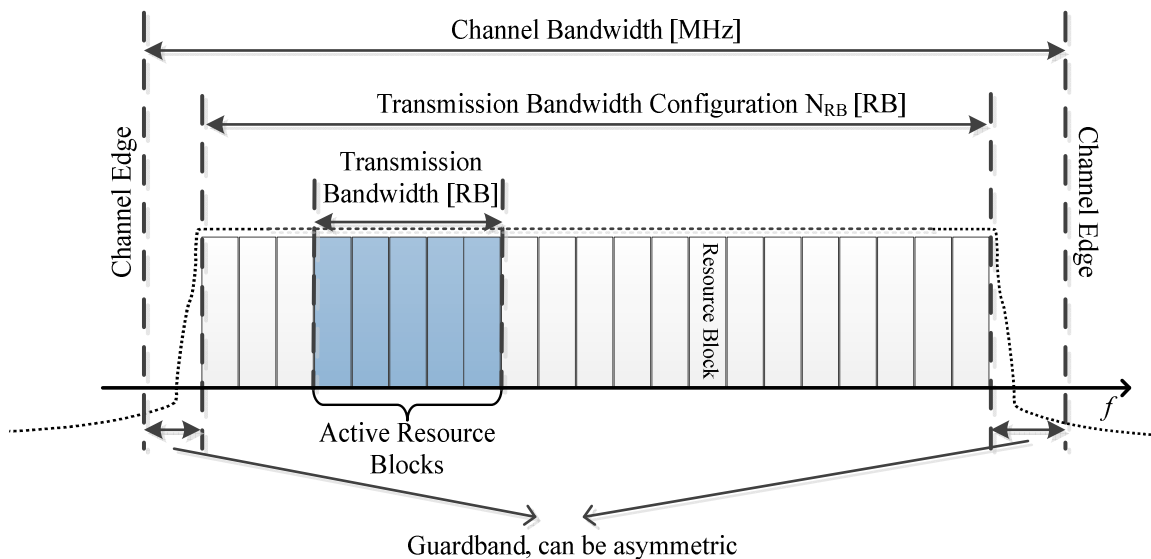 Channel Bandwidth [MHz]
Transmission Bandwidth Configuration NRB [RB]
Channel Edge
Transmission
Bandwidth [RB]
Resource Block
Channel Edge
f
Active Resource
Blocks
Guardband, can be asymmetric